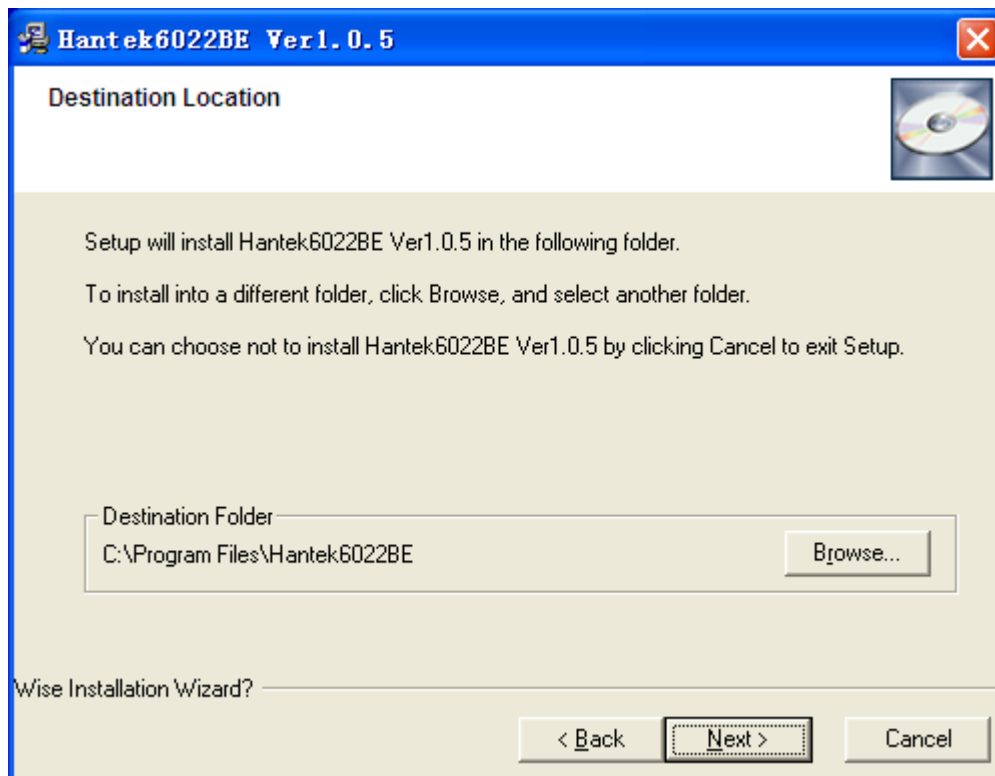 Hantek6022BE Ver1.0.5
Destination Location
Setup will install Hantek6022BE Ver1.0.5 in the following folder.
To install into a different folder, click Browse, and select another folder.
You can choose not to install Hantek6022BE Ver1.0.5 by clicking Cancel to exit Setup.
Destination Folder
C:\Program Files\Hantek6022BE
Browse...
Wise Installation Wizard?
< Back
Next >
Cancel